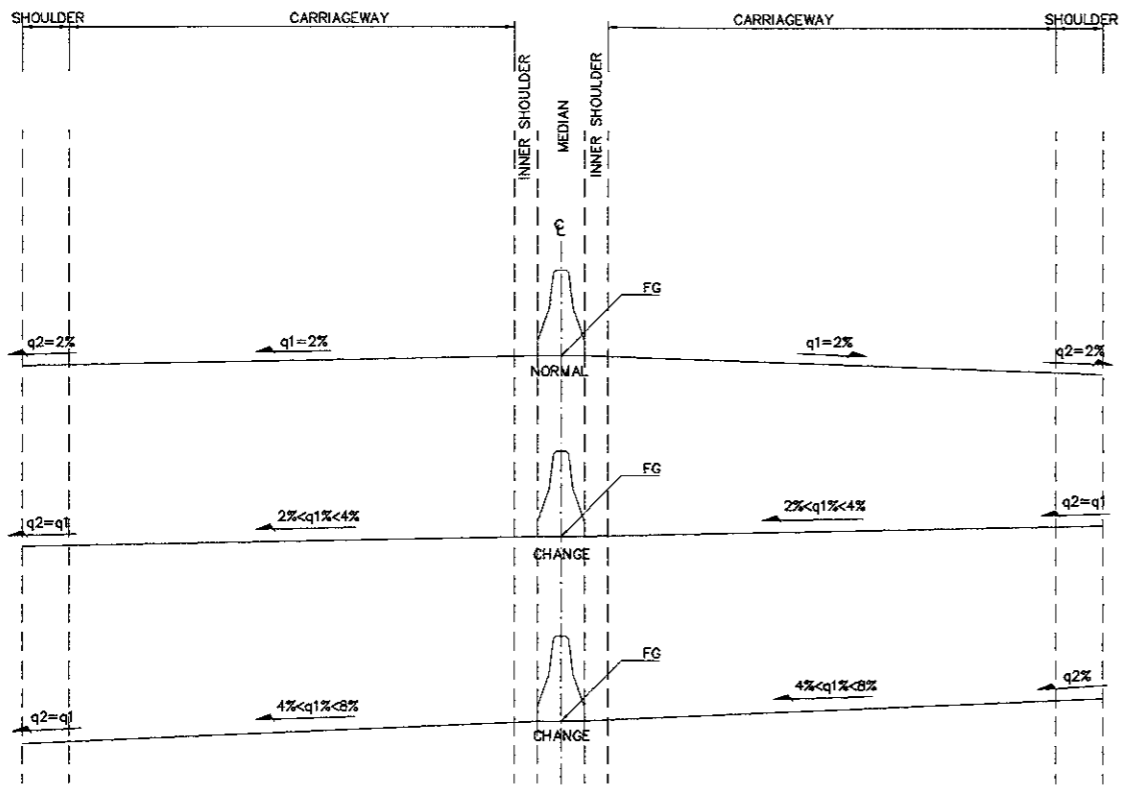 SHOULDER
CARRIAGEWAY
CARRIAGEWAY
SHOULDER
INNER SHOULDER
MEDIAN
INNER SHOULDER
℄
FG
q2=2%
q1=2%
q1=2%
q2=2%
NORMAL
FG
q2=q1
2%<q1%<4%
2%<q1%<4%
q2=q1
CHANGE
FG
q2=q1
4%<q1%<8%
4%<q1%<8%
q2%
CHANGE